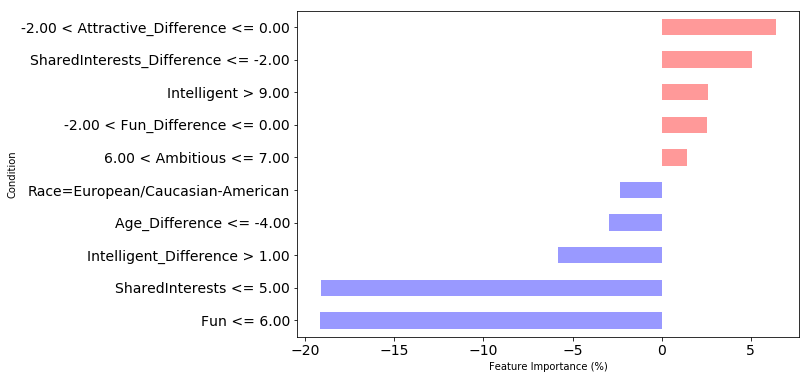 -2.00 < Attractive_Difference <= 0.00
SharedInterests_Difference <= -2.00
Intelligent > 9.00
-2.00 < Fun_Difference <= 0.00
6.00 < Ambitious <= 7.00
Race=European/Caucasian-American
Age_Difference <= -4.00
Intelligent_Difference > 1.00
SharedInterests <= 5.00
Fun <= 6.00
Condition
−20 −15 −10 −5 0 5
Feature Importance (%)